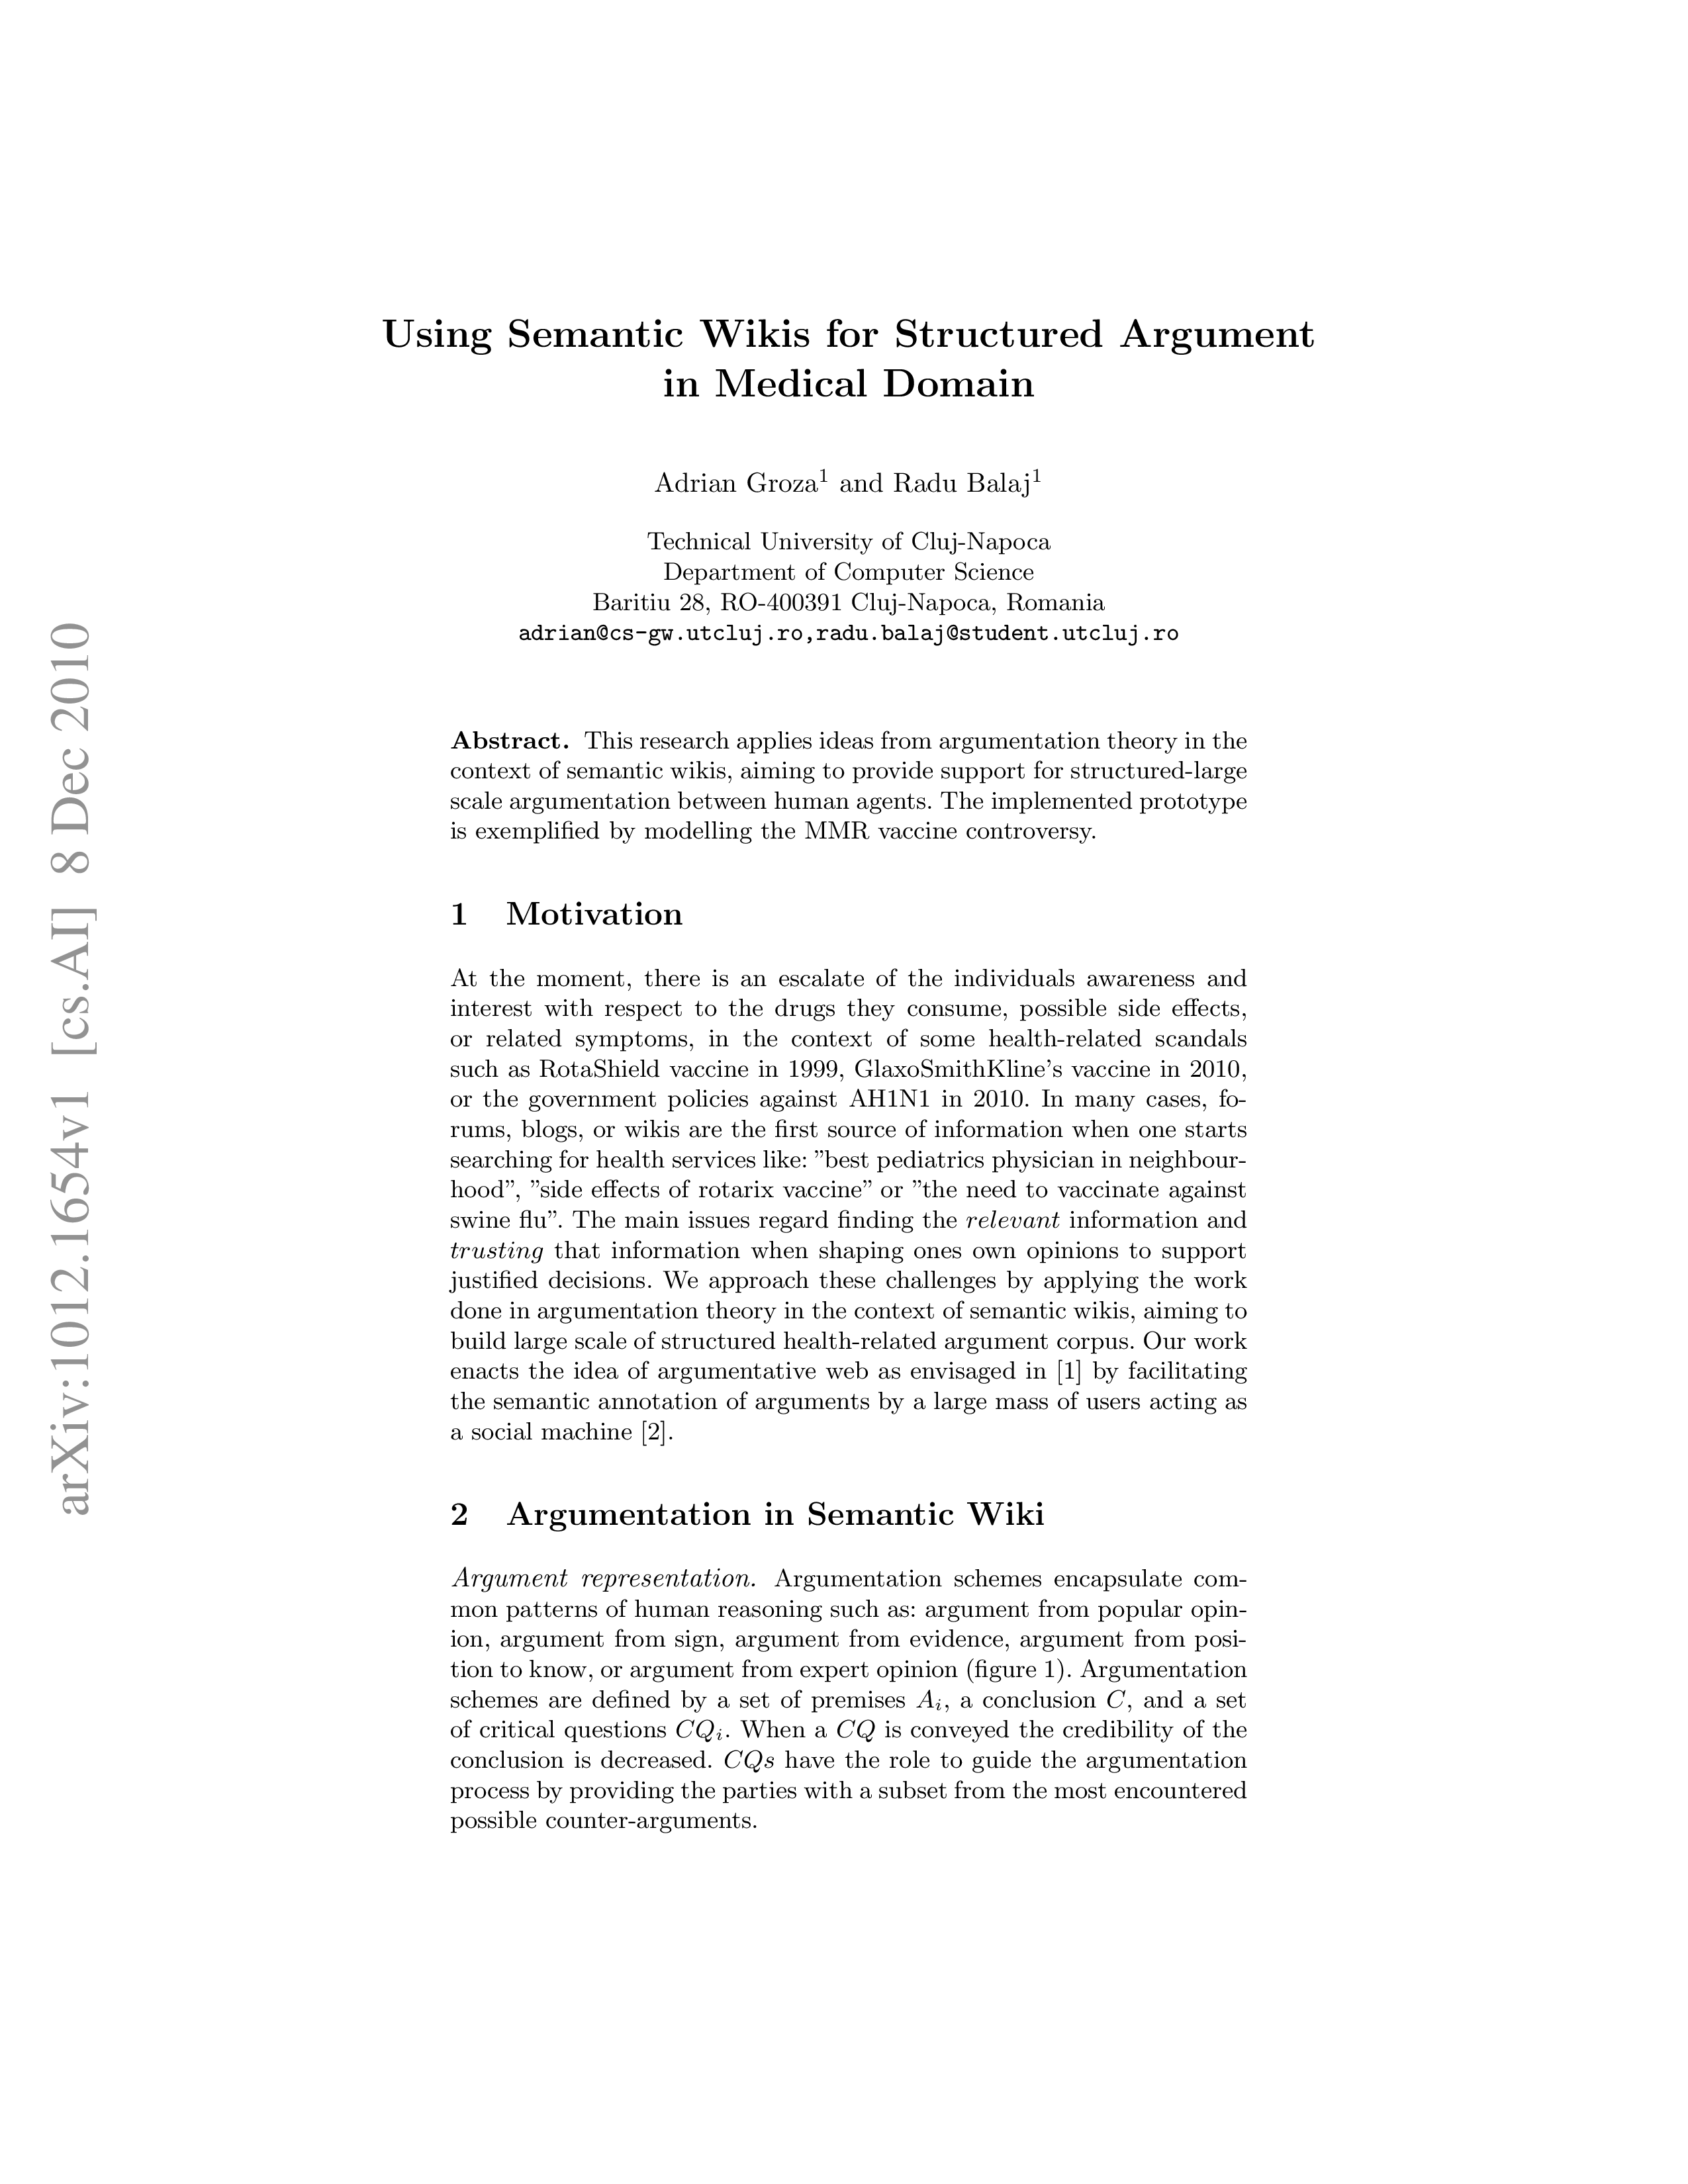 Using Semantic Wikis for Structured Argument
in Medical Domain
Adrian Groza1 and Radu Balaj1
Technical University of Cluj-Napoca
Department of Computer Science
Baritiu 28, RO-400391 Cluj-Napoca, Romania
adrian@cs-gw.utcluj.ro,radu.balaj@student.utcluj.ro
Abstract. This research applies ideas from argumentation theory in the
context of semantic wikis, aiming to provide support for structured-large
scale argumentation between human agents. The implemented prototype
is exemplified by modelling the MMR vaccine controversy.
1 Motivation
At the moment, there is an escalate of the individuals awareness and
interest with respect to the drugs they consume, possible side effects,
or related symptoms, in the context of some health-related scandals
such as RotaShield vaccine in 1999, GlaxoSmithKline's vaccine in 2010,
or the government policies against AH1N1 in 2010. In many cases, fo-
rums, blogs, or wikis are the first source of information when one starts
searching for health services like: ”best pediatrics physician in neighbour-
hood”, ”side effects of rotarix vaccine” or ”the need to vaccinate against
swine flu”. The main issues regard finding the relevant information and
trusting that information when shaping ones own opinions to support
justified decisions. We approach these challenges by applying the work
done in argumentation theory in the context of semantic wikis, aiming to
build large scale of structured health-related argument corpus. Our work
enacts the idea of argumentative web as envisaged in [1] by facilitating
the semantic annotation of arguments by a large mass of users acting as
a social machine [2].
2 Argumentation in Semantic Wiki
Argument representation. Argumentation schemes encapsulate com-
mon patterns of human reasoning such as: argument from popular opin-
ion, argument from sign, argument from evidence, argument from posi-
tion to know, or argument from expert opinion (figure 1). Argumentation
schemes are defined by a set of premises Ai, a conclusion C, and a set
of critical questions CQi. When a CQ is conveyed the credibility of the
conclusion is decreased. CQs have the role to guide the argumentation
process by providing the parties with a subset from the most encountered
possible counter-arguments.
arXiv:1012.1654v1 [cs.AI] 8 Dec 2010